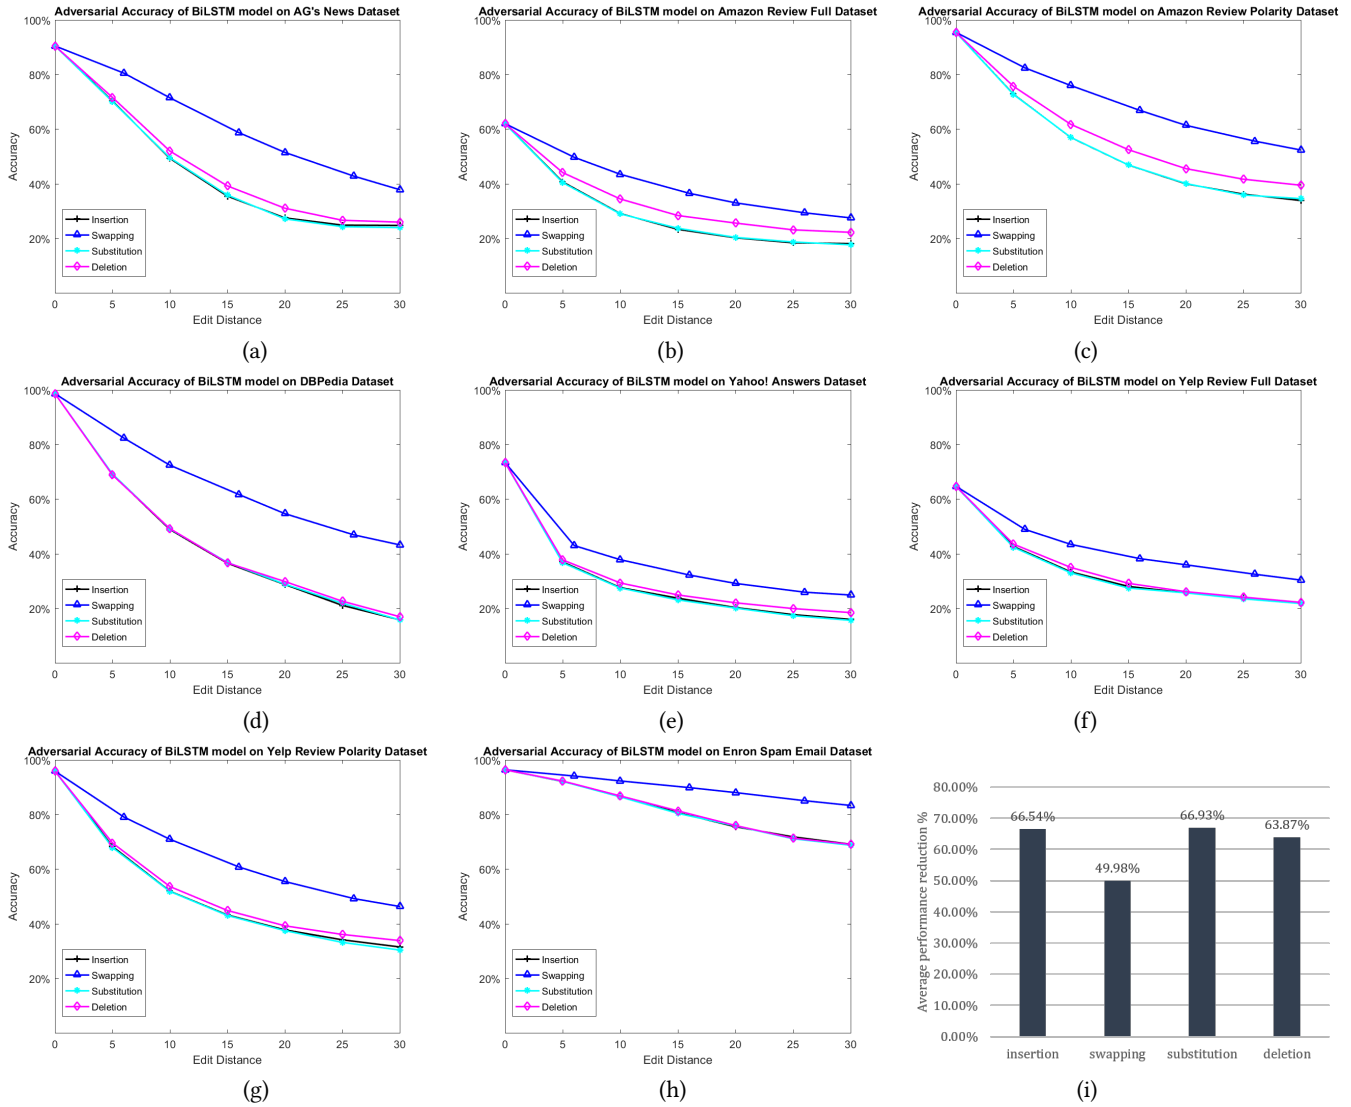 Adversarial Accuracy of BiLSTM model on AG's News Dataset
100%
80%
60%
40%
20%
Accuracy
Insertion
Swapping
Substitution
Deletion
0 5 10 15 20 25 30
Edit Distance
(a)
Adversarial Accuracy of BiLSTM model on Amazon Review Full Dataset
100%
80%
60%
40%
20%
Accuracy
Insertion
Swapping
Substitution
Deletion
0 5 10 15 20 25 30
Edit Distance
(b)
Adversarial Accuracy of BiLSTM model on Amazon Review Polarity Dataset
100%
80%
60%
40%
20%
Accuracy
Insertion
Swapping
Substitution
Deletion
0 5 10 15 20 25 30
Edit Distance
(c)
Adversarial Accuracy of BiLSTM model on DBPedia Dataset
100%
80%
60%
40%
20%
Accuracy
Insertion
Swapping
Substitution
Deletion
0 5 10 15 20 25 30
Edit Distance
(d)
Adversarial Accuracy of BiLSTM model on Yahoo! Answers Dataset
100%
80%
60%
40%
20%
Accuracy
Insertion
Swapping
Substitution
Deletion
0 5 10 15 20 25 30
Edit Distance
(e)
Adversarial Accuracy of BiLSTM model on Yelp Review Full Dataset
100%
80%
60%
40%
20%
Accuracy
Insertion
Swapping
Substitution
Deletion
0 5 10 15 20 25 30
Edit Distance
(f)
Adversarial Accuracy of BiLSTM model on Yelp Review Polarity Dataset
100%
80%
60%
40%
20%
Accuracy
Insertion
Swapping
Substitution
Deletion
0 5 10 15 20 25 30
Edit Distance
(g)
Adversarial Accuracy of BiLSTM model on Enron Spam Email Dataset
100%
80%
60%
40%
20%
Accuracy
Insertion
Swapping
Substitution
Deletion
0 5 10 15 20 25 30
Edit Distance
(h)
Average performance reduction %
80.00%
70.00%
60.00%
50.00%
40.00%
30.00%
20.00%
10.00%
0.00%
66.54% 49.98% 66.93% 63.87%
insertion swapping substitution deletion
(i)